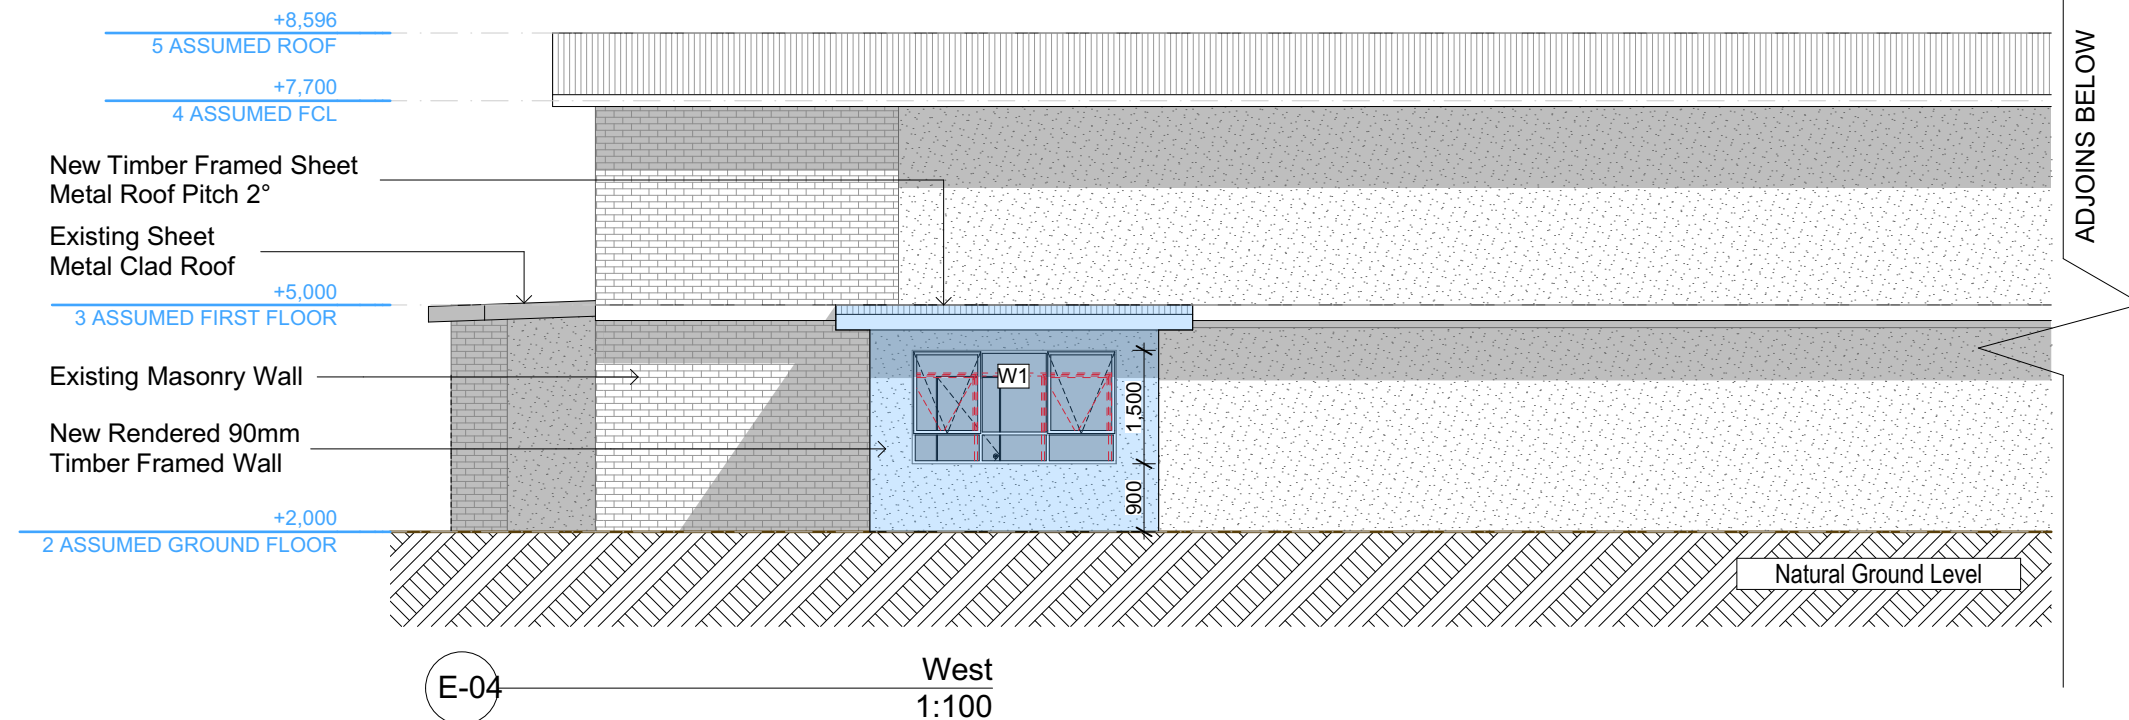 +8,596
5 ASSUMED ROOF
+7,700
4 ASSUMED FCL
New Timber Framed Sheet
Metal Roof Pitch 2°
Existing Sheet
Metal Clad Roof
+5,000
3 ASSUMED FIRST FLOOR
Existing Masonry Wall
New Rendered 90mm
Timber Framed Wall
+2,000
2 ASSUMED GROUND FLOOR
W1
1,500
900
ADJOINS BELOW
Natural Ground Level
E-04
West
1:100